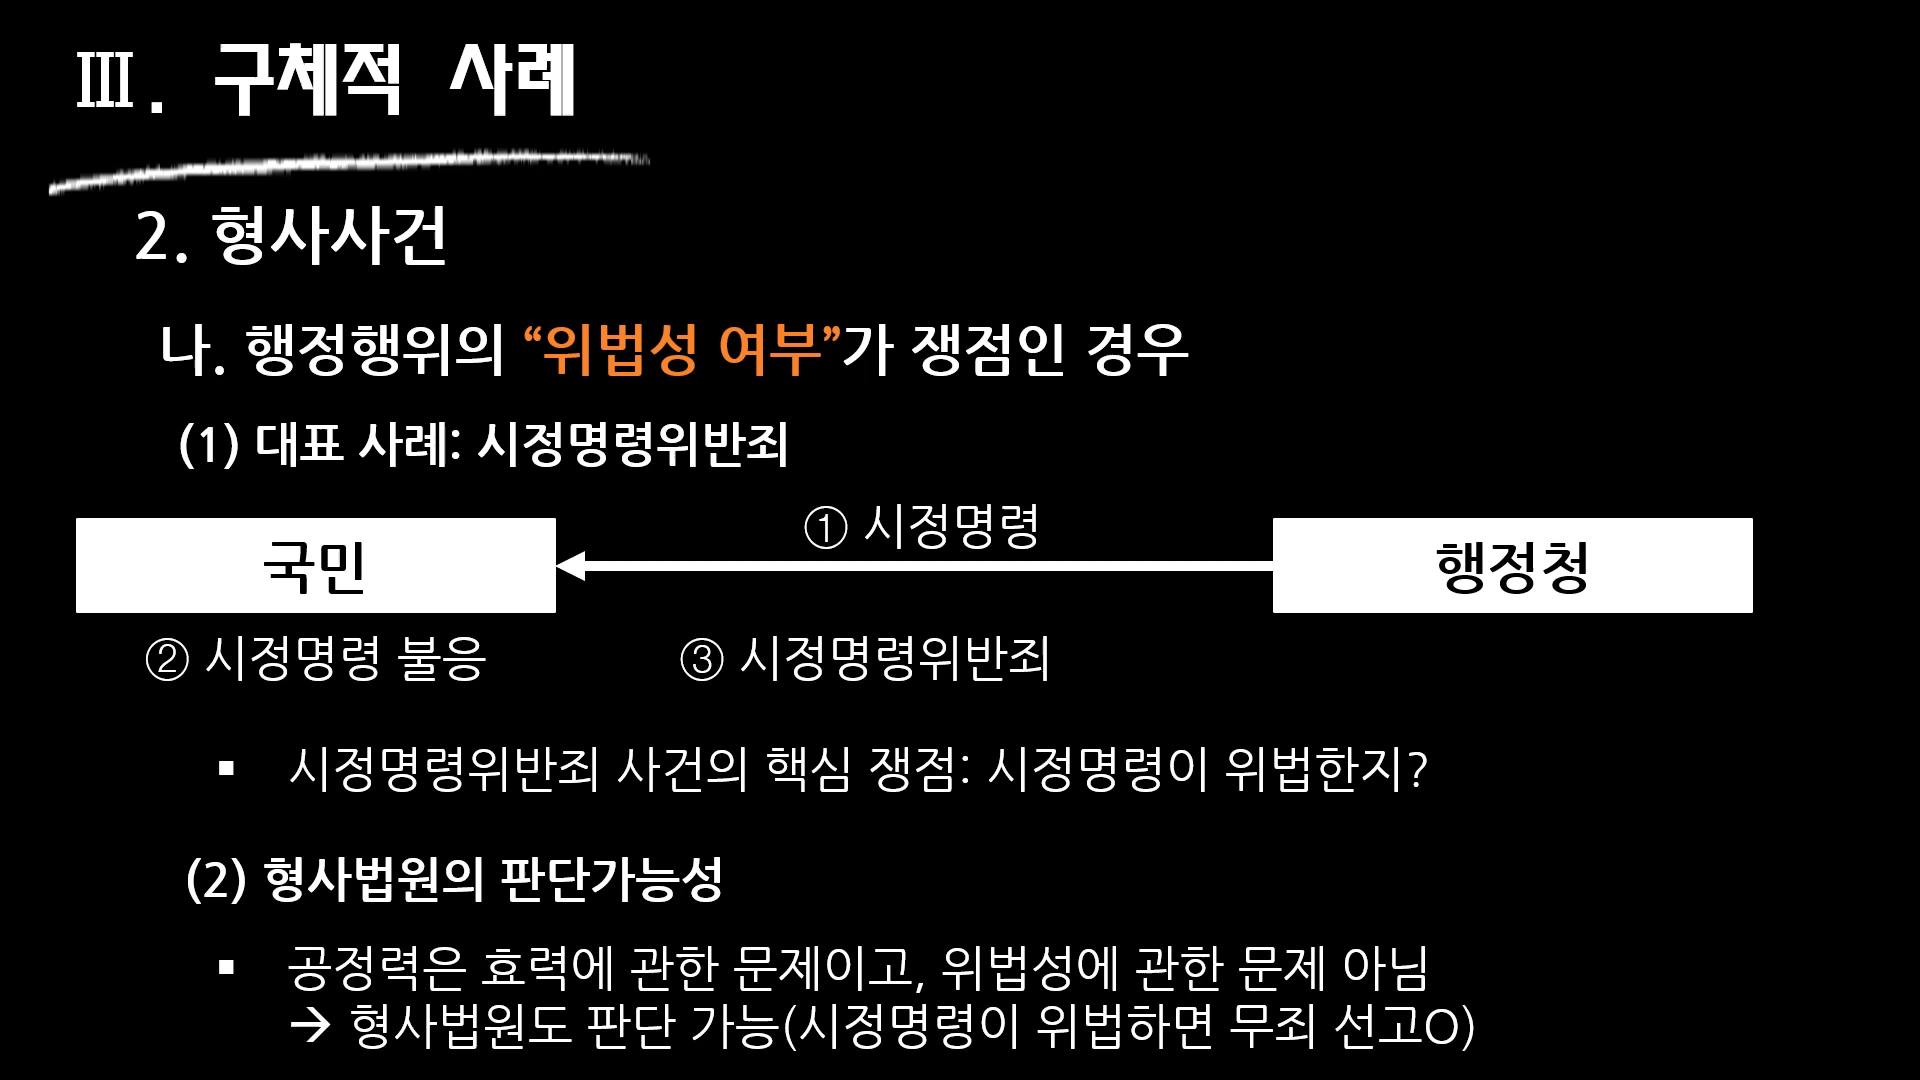 Ⅲ. 구체적 사례
2. 형사사건
나. 행정행위의 “위법성 여부”가 쟁점인 경우
(1) 대표 사례: 시정명령위반죄
① 시정명령
국민
행정청
② 시정명령 불응
③ 시정명령위반죄
▪ 시정명령위반죄 사건의 핵심 쟁점: 시정명령이 위법한지?
(2) 형사법원의 판단가능성
▪ 공정력은 효력에 관한 문제이고, 위법성에 관한 문제 아님
→ 형사법원도 판단 가능(시정명령이 위법하면 무죄 선고O)